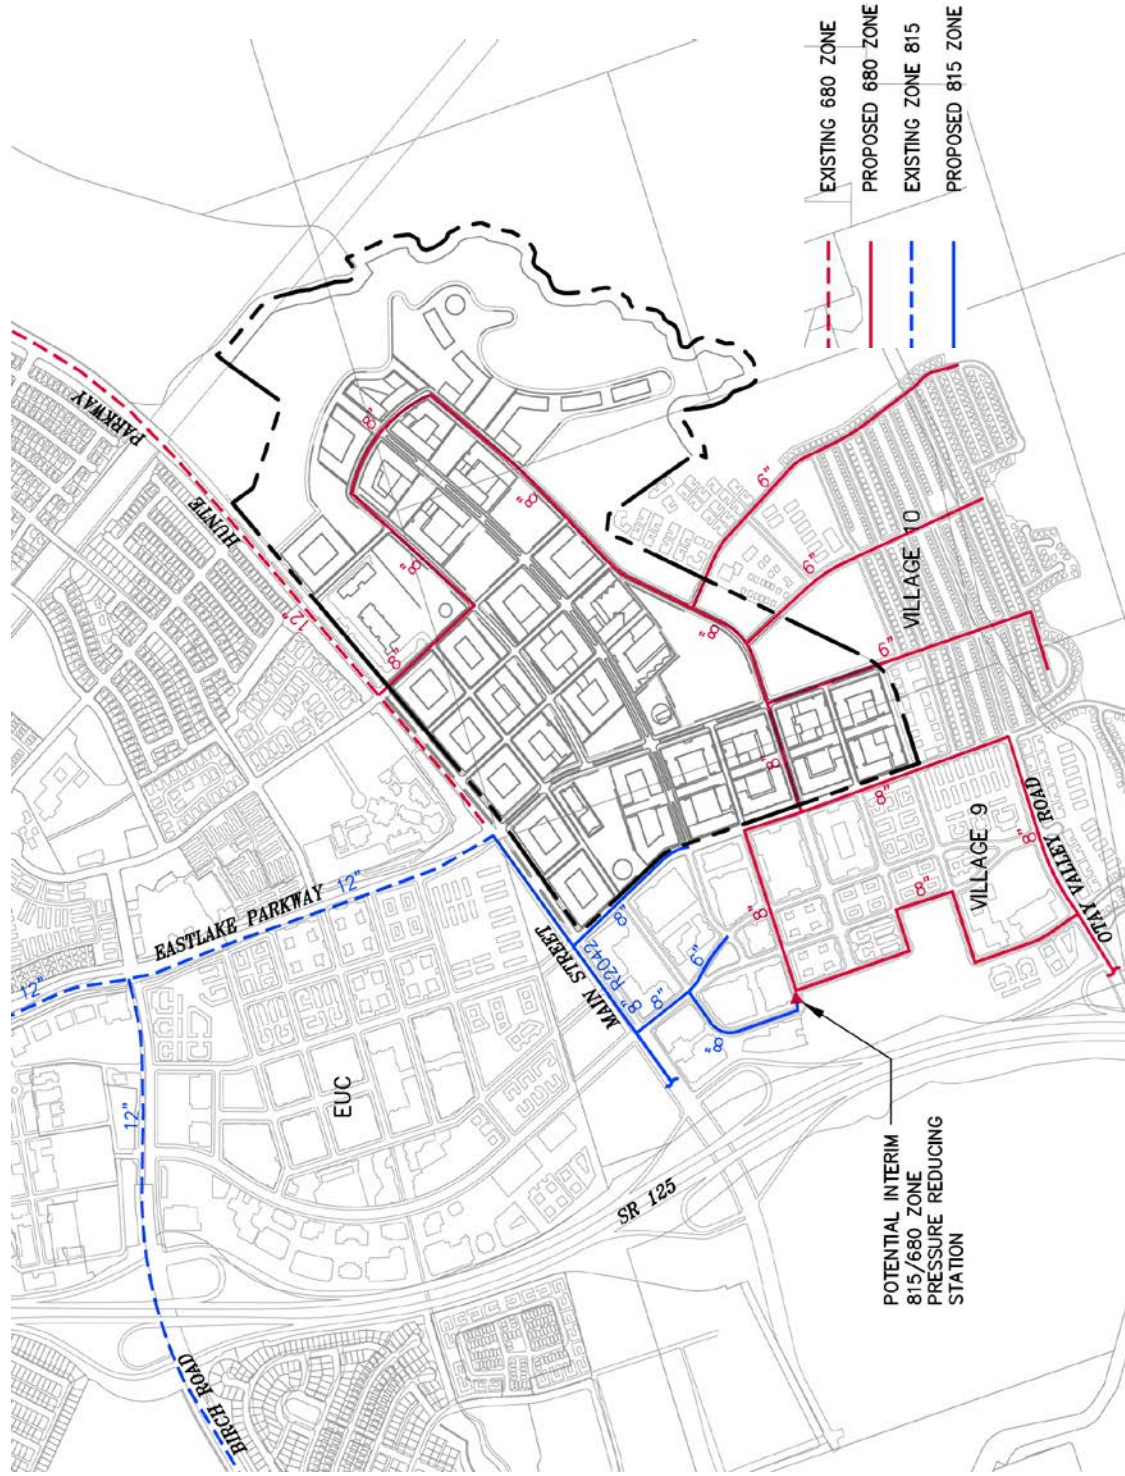 EXISTING 680 ZONE
PROPOSED 680 ZONE
EXISTING ZONE 815
PROPOSED 815 ZONE
PARKWAY
HUNTE
12"
8"
8"
8"
8"
8"
8"
6"
6"
6"
VILLAGE 10
EASTLAKE PARKWAY
12"
12"
12"
EUC
BIRCH ROAD
MAIN STREET
8" R2042
8"
8"
6"
8"
8"
8"
8"
8"
VILLAGE 9
OTAY VALLEY ROAD
SR 125
POTENTIAL INTERIM
815/680 ZONE
PRESSURE REDUCING
STATION